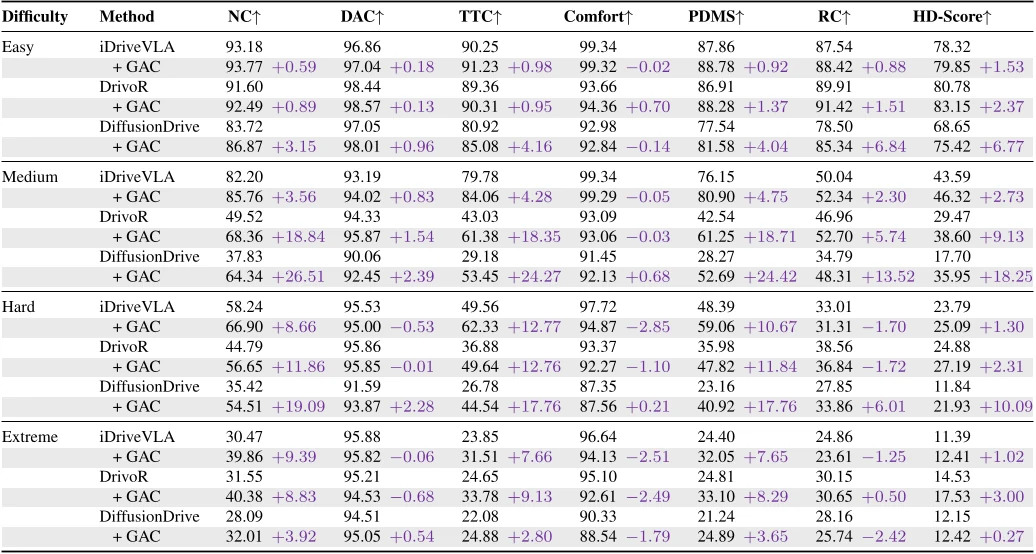 Difficulty Method NC↑ DAC↑ TTC↑ Comfort↑ PDMS↑ RC↑ HD-Score↑
Easy iDriveVLA 93.18 96.86 90.25 99.34 87.86 87.54 78.32
+ GAC 93.77 +0.59 97.04 +0.18 91.23 +0.98 99.32 −0.02 88.78 +0.92 88.42 +0.88 79.85 +1.53
DrivoR 91.60 98.44 89.36 93.66 86.91 89.91 80.78
+ GAC 92.49 +0.89 98.57 +0.13 90.31 +0.95 94.36 +0.70 88.28 +1.37 91.42 +1.51 83.15 +2.37
DiffusionDrive 83.72 97.05 80.92 92.98 77.54 78.50 68.65
+ GAC 86.87 +3.15 98.01 +0.96 85.08 +4.16 92.84 −0.14 81.58 +4.04 85.34 +6.84 75.42 +6.77
Medium iDriveVLA 82.20 93.19 79.78 99.34 76.15 50.04 43.59
+ GAC 85.76 +3.56 94.02 +0.83 84.06 +4.28 99.29 −0.05 80.90 +4.75 52.34 +2.30 46.32 +2.73
DrivoR 49.52 94.33 43.03 93.09 42.54 46.96 29.47
+ GAC 68.36 +18.84 95.87 +1.54 61.38 +18.35 93.06 −0.03 61.25 +18.71 52.70 +5.74 38.60 +9.13
DiffusionDrive 37.83 90.06 29.18 91.45 28.27 34.79 17.70
+ GAC 64.34 +26.51 92.45 +2.39 53.45 +24.27 92.13 +0.68 52.69 +24.42 48.31 +13.52 35.95 +18.25
Hard iDriveVLA 58.24 95.53 49.56 97.72 48.39 33.01 23.79
+ GAC 66.90 +8.66 95.00 −0.53 62.33 +12.77 94.87 −2.85 59.06 +10.67 31.31 −1.70 25.09 +1.30
DrivoR 44.79 95.86 36.88 93.37 35.98 38.56 24.88
+ GAC 56.65 +11.86 95.85 −0.01 49.64 +12.76 92.27 −1.10 47.82 +11.84 36.84 −1.72 27.19 +2.31
DiffusionDrive 35.42 91.59 26.78 87.35 23.16 27.85 11.84
+ GAC 54.51 +19.09 93.87 +2.28 44.54 +17.76 87.56 +0.21 40.92 +17.76 33.86 +6.01 21.93 +10.09
Extreme iDriveVLA 30.47 95.88 23.85 96.64 24.40 24.86 11.39
+ GAC 39.86 +9.39 95.82 −0.06 31.51 +7.66 94.13 −2.51 32.05 +7.65 23.61 −1.25 12.41 +1.02
DrivoR 31.55 95.21 24.65 95.10 24.81 30.15 14.53
+ GAC 40.38 +8.83 94.53 −0.68 33.78 +9.13 92.61 −2.49 33.10 +8.29 30.65 +0.50 17.53 +3.00
DiffusionDrive 28.09 94.51 22.08 90.33 21.24 28.16 12.15
+ GAC 32.01 +3.92 95.05 +0.54 24.88 +2.80 88.54 −1.79 24.89 +3.65 25.74 −2.42 12.42 +0.27